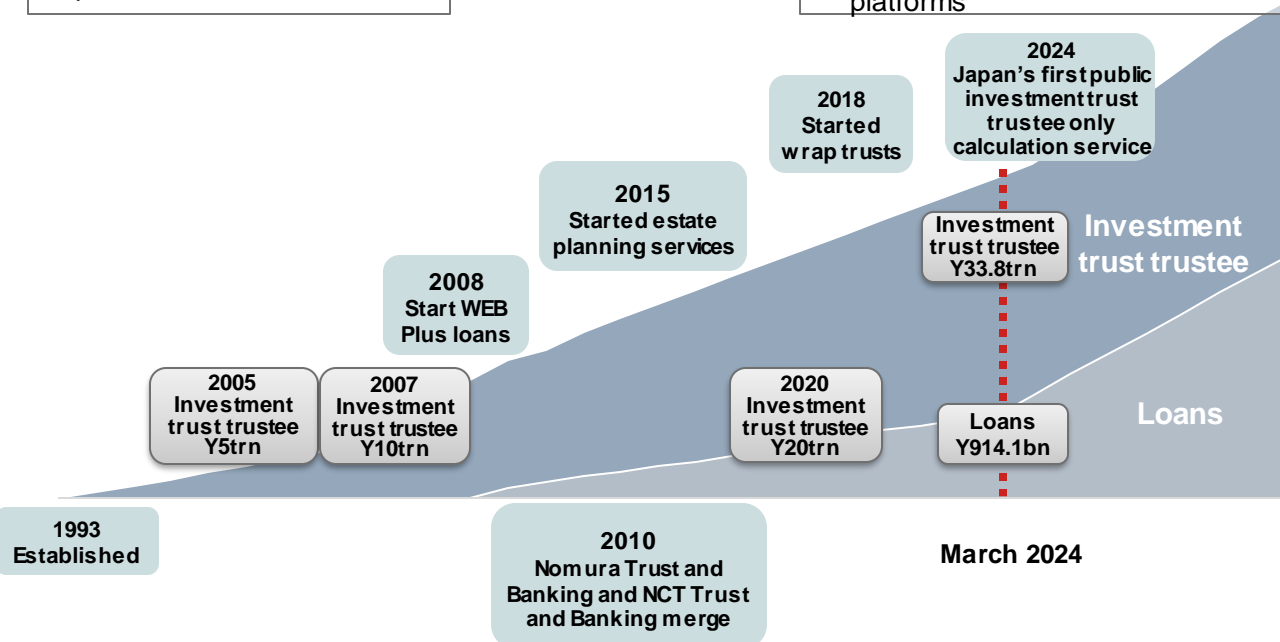 platforms
2024
Japan's first public
investment trust
trustee only
calculation service
2018
Started
wrap trusts
2015
Started estate
planning services
Investment
trust trustee
Y33.8trn
Investment
trust trustee
2008
Start WEB
Plus loans
2005
Investment
trust trustee
Y5trn
2007
Investment
trust trustee
Y10trn
2020
Investment
trust trustee
Y20trn
Loans
Y914.1bn
Loans
1993
Established
2010
Nomura Trust and
Banking and NCT Trust
and Banking merge
March 2024